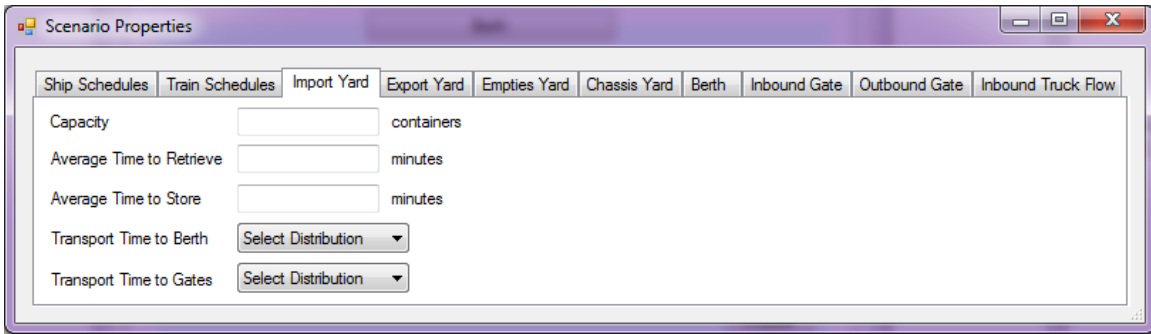 Scenario Properties
Ship Schedules Train Schedules Import Yard Export Yard Empties Yard Chassis Yard Berth Inbound Gate Outbound Gate Inbound Truck Flow
Capacity containers
Average Time to Retrieve minutes
Average Time to Store minutes
Transport Time to Berth Select Distribution
Transport Time to Gates Select Distribution